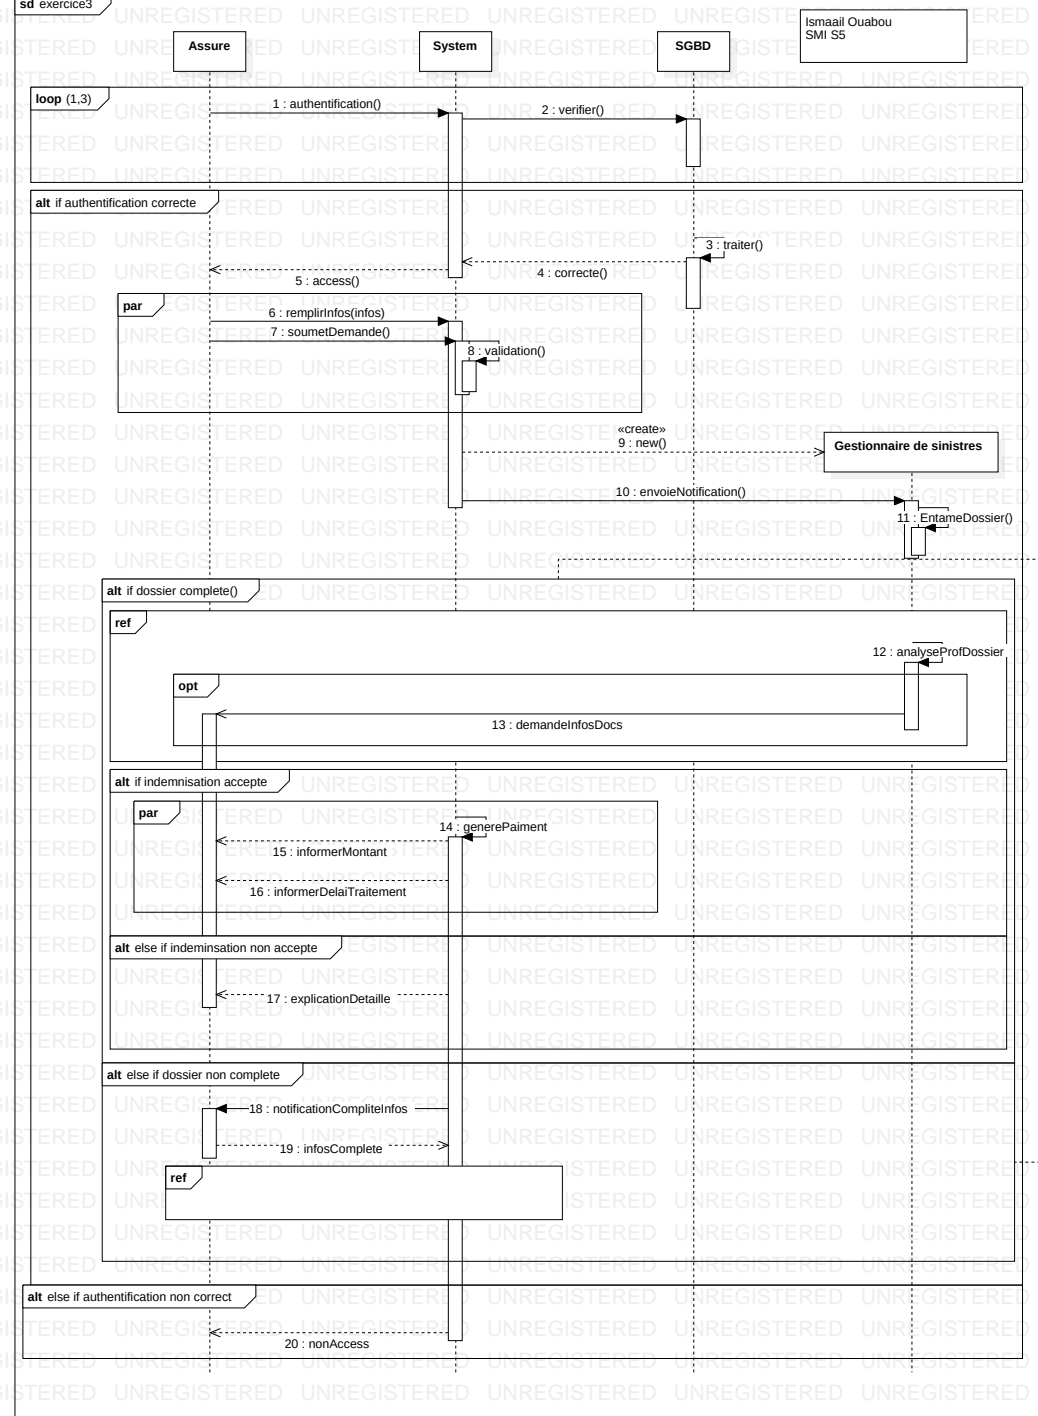 sd exercice3
Ismaail Ouabou
SMI S5
Assure
System
SGBD
loop (1,3)
1 : authentification()
2 : verifier()
alt if authentification correcte
3 : traiter()
4 : correcte()
5 : access()
par
6 : remplirInfos(infos)
7 : soumetDemande()
8 : validation()
«create»
9 : new()
Gestionnaire de sinistres
10 : envoieNotification()
11 : EntameDossier()
alt if dossier complete()
ref
12 : analyseProfDossier
opt
13 : demandeInfosDocs
alt if indemnisation accepte
par
14 : generePaiment
15 : informerMontant
16 : informerDelaiTraitement
alt else if indeminsation non accepte
17 : explicationDetaille
alt else if dossier non complete
18 : notificationCompliteInfos
19 : infosComplete
ref
alt else if authentification non correct
20 : nonAccess
UNREGISTERED